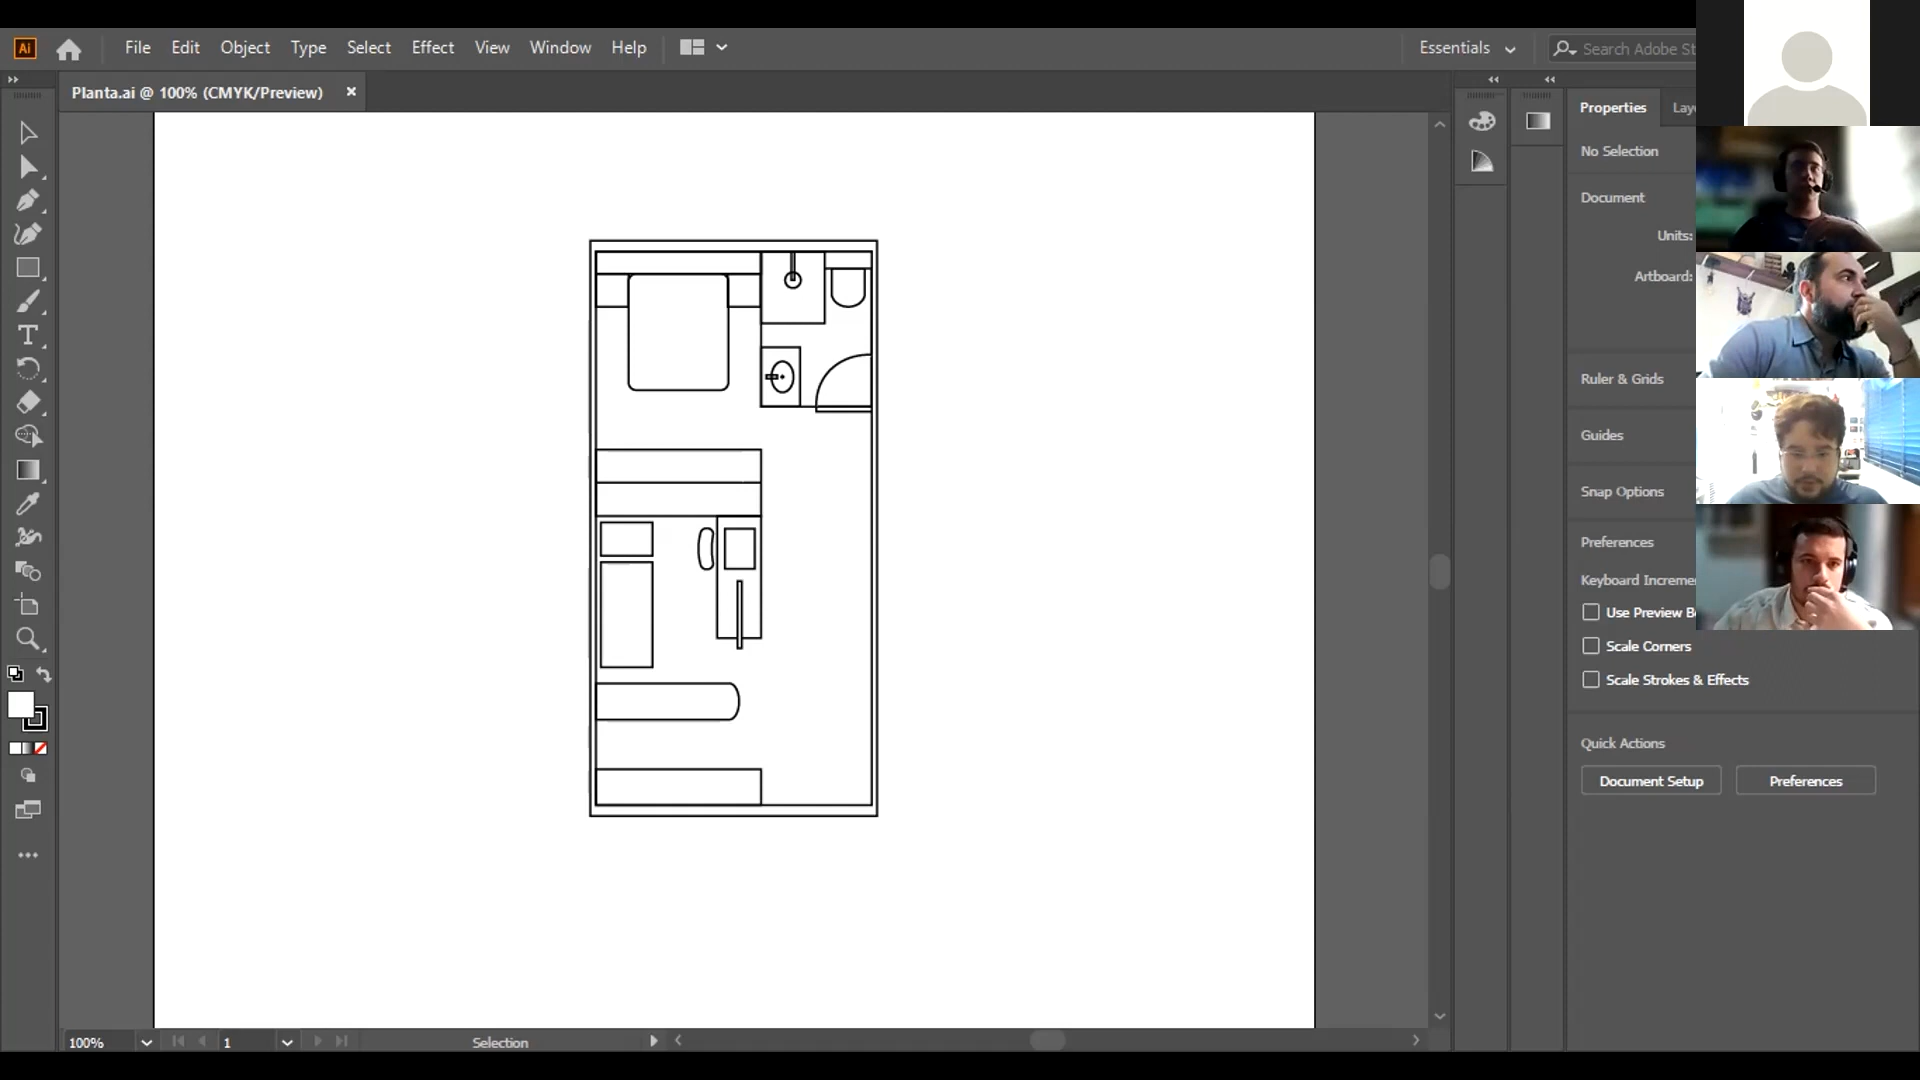 Ai File Edit Object Type Select Effect View Window Help Essentials Search Adobe St
Planta.ai @ 100% (CMYK/Preview) ×
Properties Lay
No Selection
Document
Units:
Artboard:
Ruler & Grids
Guides
Snap Options
Preferences
Keyboard Increme
Use Preview B
Scale Corners
Scale Strokes & Effects
Quick Actions
Document Setup Preferences
100% 1 Selection